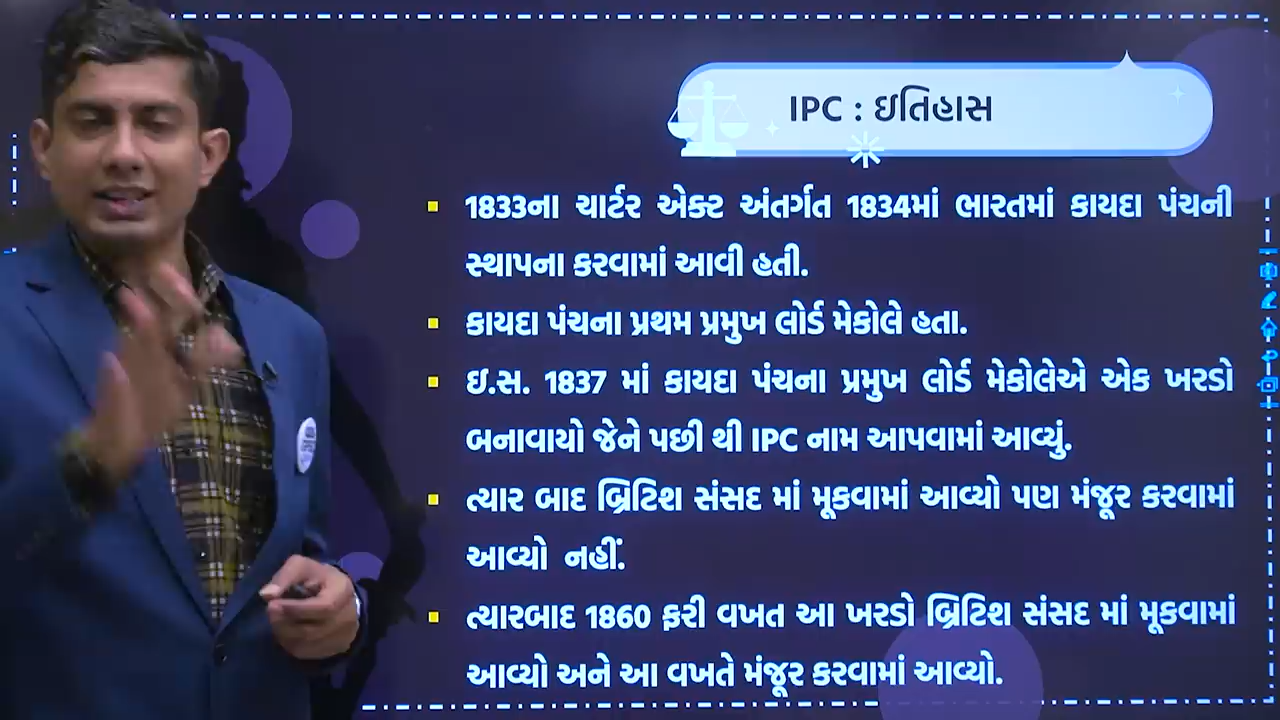 IPC : ઇતિહાસ
1833ના ચાર્ટર એક્ટ અંતર્ગત 1834માં ભારતમાં કાયદા પંચની
સ્થાપના કરવામાં આવી હતી.
કાયદા પંચના પ્રથમ પ્રમુખ લોર્ડ મેકોલે હતા.
ઇ.સ. 1837 માં કાયદા પંચના પ્રમુખ લોર્ડ મેકોલેએ એક ખરડો
બનાવાયો જેને પછી થી IPC નામ આપવામાં આવ્યું.
ત્યાર બાદ બ્રિટિશ સંસદ માં મૂકવામાં આવ્યો પણ મંજૂર કરવામાં
આવ્યો નહીં.
ત્યારબાદ 1860 ફરી વખત આ ખરડો બ્રિટિશ સંસદ માં મૂકવામાં
આવ્યો અને આ વખતે મંજૂર કરવામાં આવ્યો.